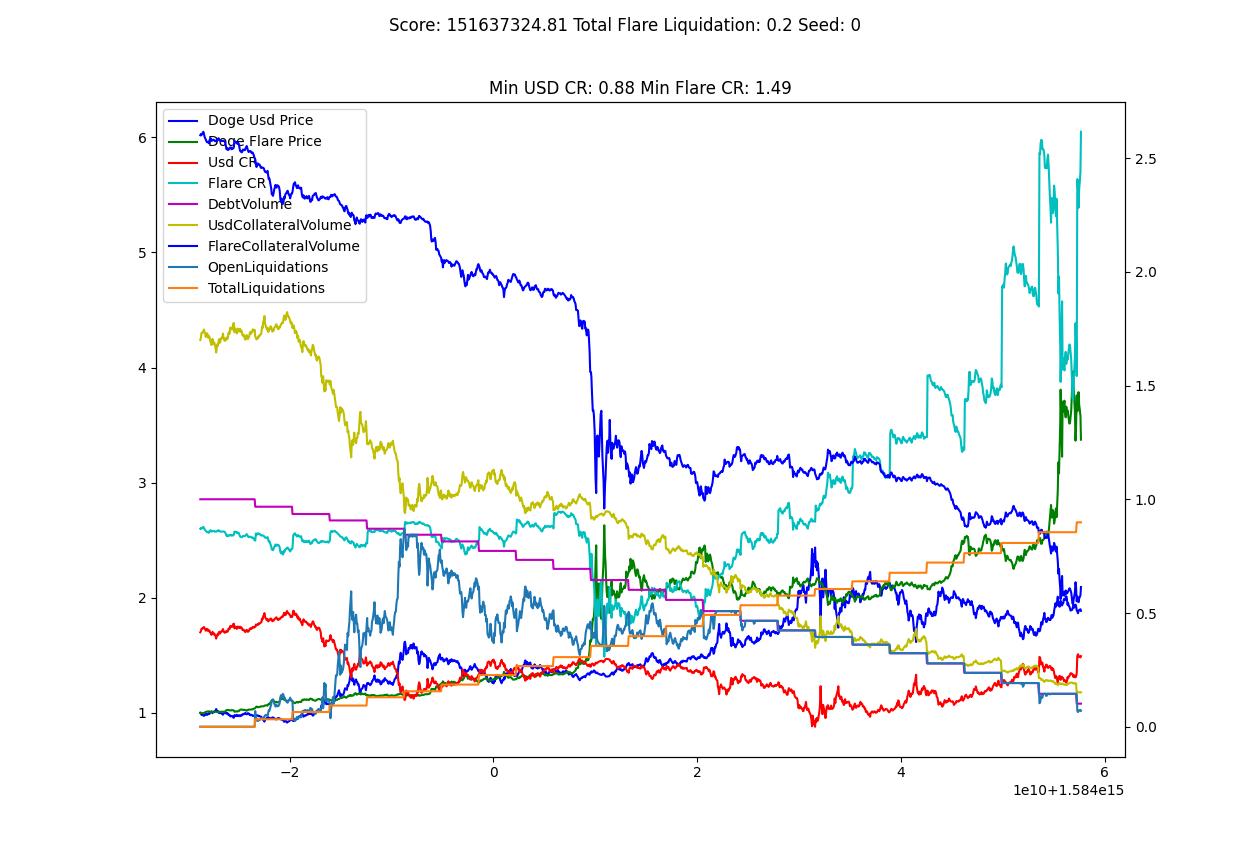 Score: 151637324.81 Total Flare Liquidation: 0.2 Seed: 0
Min USD CR: 0.88 Min Flare CR: 1.49
Doge Usd Price
Doge Flare Price
Usd CR
Flare CR
DebtVolume
UsdCollateralVolume
FlareCollateralVolume
OpenLiquidations
TotalLiquidations
6
5
4
3
2
1
2.5
2.0
1.5
1.0
0.5
0.0
−2
0
2
4
6
1e10+1.584e15